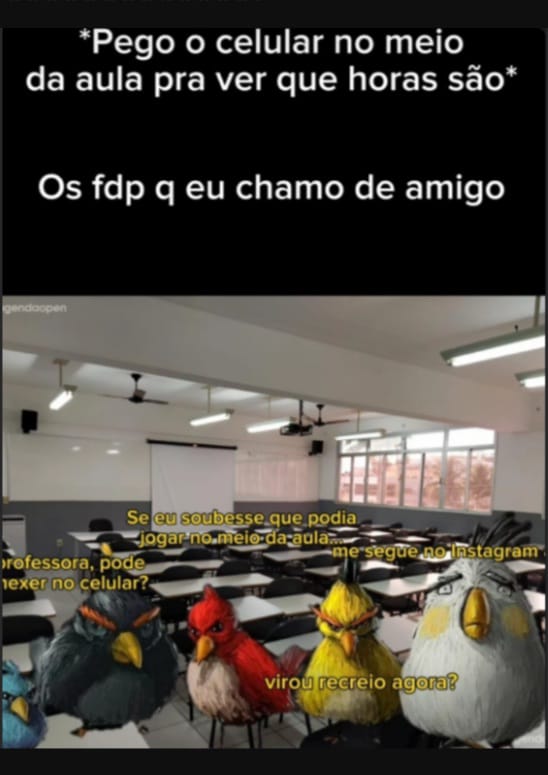 *Pego o celular no meio
da aula pra ver que horas são*
Os fdp q eu chamo de amigo
gendaopen
Se eu soubesse que podia
jogar no meio da aula...
me segue no Instagram
rofessora, pode
nexer no celular?
virou recreio agora?